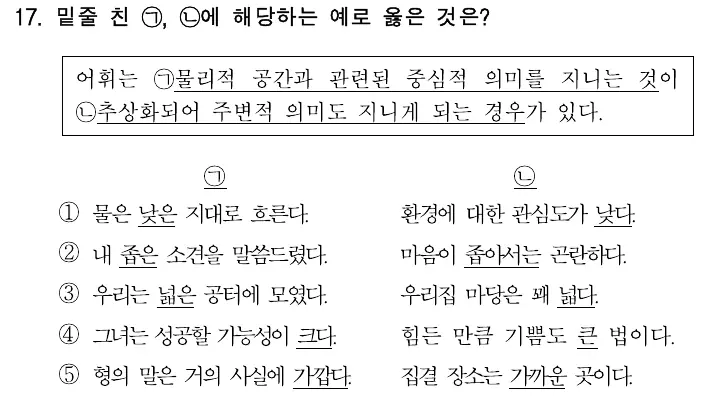 17. 밑줄 친 ㉠, ㉡에 해당하는 예로 옳은 것은?
어휘는 ㉠물리적 공간과 관련된 중심적 의미를 지니는 것이
㉡추상화되어 주변적 의미도 지니게 되는 경우가 있다.
㉠ ㉡
① 물은 낮은 지대로 흐른다. 환경에 대한 관심도가 낮다.
② 내 좁은 소견을 말씀드렸다. 마음이 좁아서는 곤란하다.
③ 우리는 넓은 공터에 모였다. 우리집 마당은 꽤 넓다.
④ 그녀는 성공할 가능성이 크다. 힘든 만큼 기쁨도 큰 법이다.
⑤ 형의 말은 거의 사실에 가깝다. 집결 장소는 가까운 곳이다.